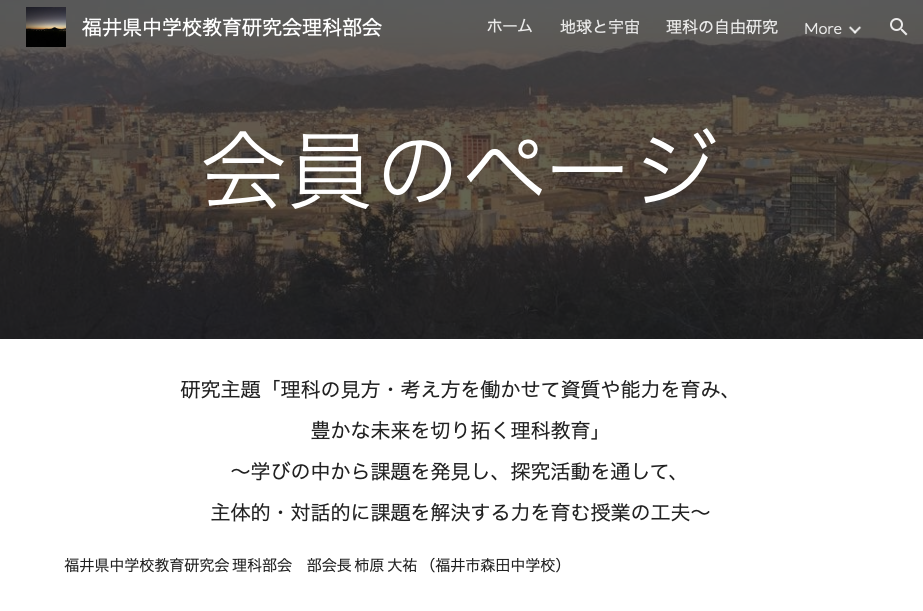 福井県中学校教育研究会理科部会
ホーム 地球と宇宙 理科の自由研究 More
会員のページ
研究主題「理科の見方・考え方を働かせて資質や能力を育み、
豊かな未来を切り拓く理科教育」
～学びの中から課題を発見し、探究活動を通して、
主体的・対話的に課題を解決する力を育む授業の工夫～
福井県中学校教育研究会 理科部会　部会長 柿原 大祐 （福井市森田中学校）